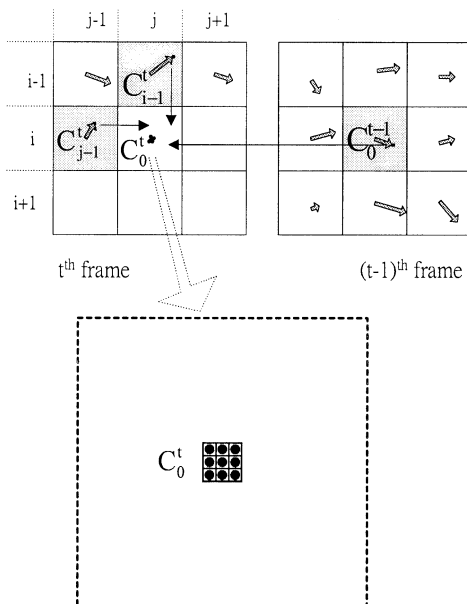 j-1 j j+1
i-1
i
i+1
C^t_{i-1}
C^t_{j-1}
C^t_0
C^{t-1}_0
t^th frame
(t-1)^th frame
C^t_0